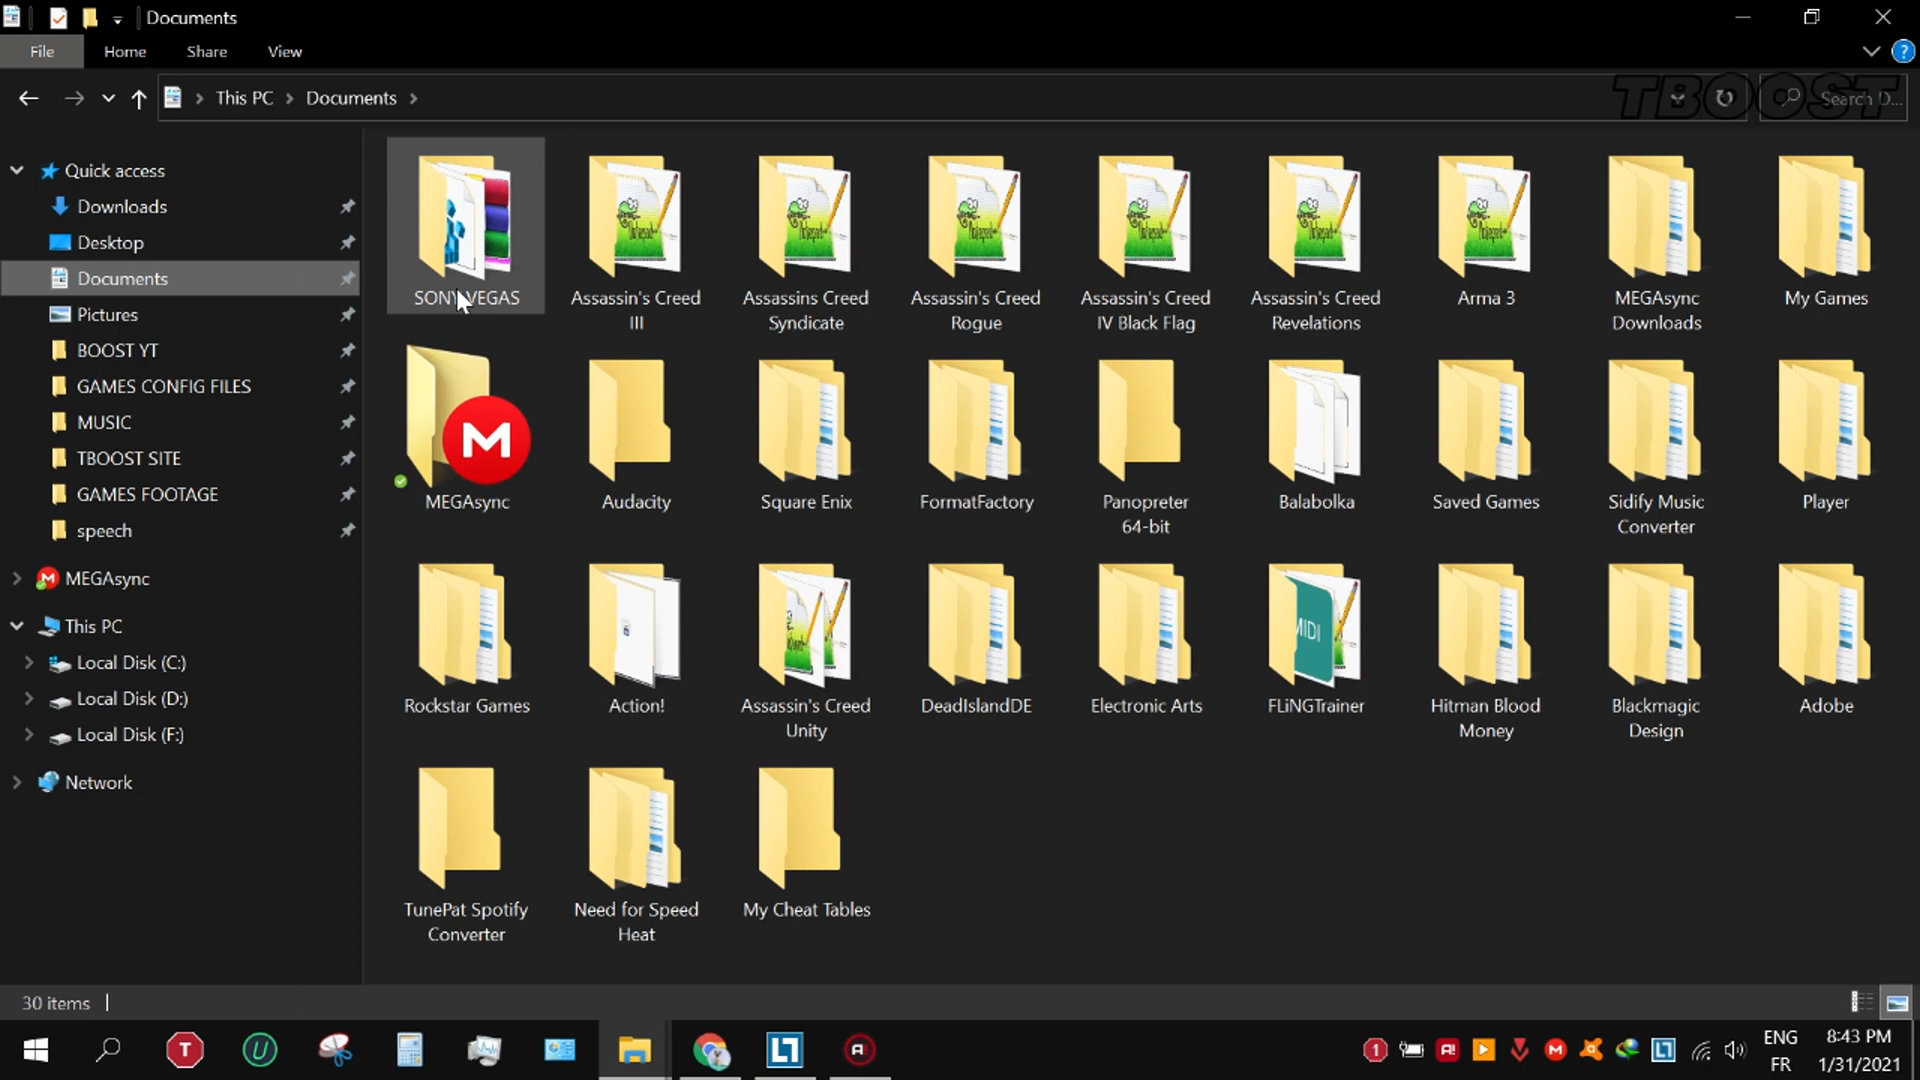 Documents
File Home Share View
This PC > Documents >
TBOOST
Search D...
Quick access
Downloads
Desktop
Documents
Pictures
BOOST YT
GAMES CONFIG FILES
MUSIC
TBOOST SITE
GAMES FOOTAGE
speech
MEGAsync
This PC
Local Disk (C:)
Local Disk (D:)
Local Disk (F:)
Network
SONY VEGAS
Assassin's Creed
III
Assassins Creed
Syndicate
Assassin's Creed
Rogue
Assassin's Creed
IV Black Flag
Assassin's Creed
Revelations
Arma 3
MEGAsync
Downloads
My Games
MEGAsync
Audacity
Square Enix
FormatFactory
Panopreter
64-bit
Balabolka
Saved Games
Sidify Music
Converter
Player
Rockstar Games
Action!
Assassin's Creed
Unity
DeadIslandDE
Electronic Arts
MIDI
FLiNGTrainer
Hitman Blood
Money
Blackmagic
Design
Adobe
TunePat Spotify
Converter
Need for Speed
Heat
My Cheat Tables
30 items
ENG
FR
8:43 PM
1/31/2021